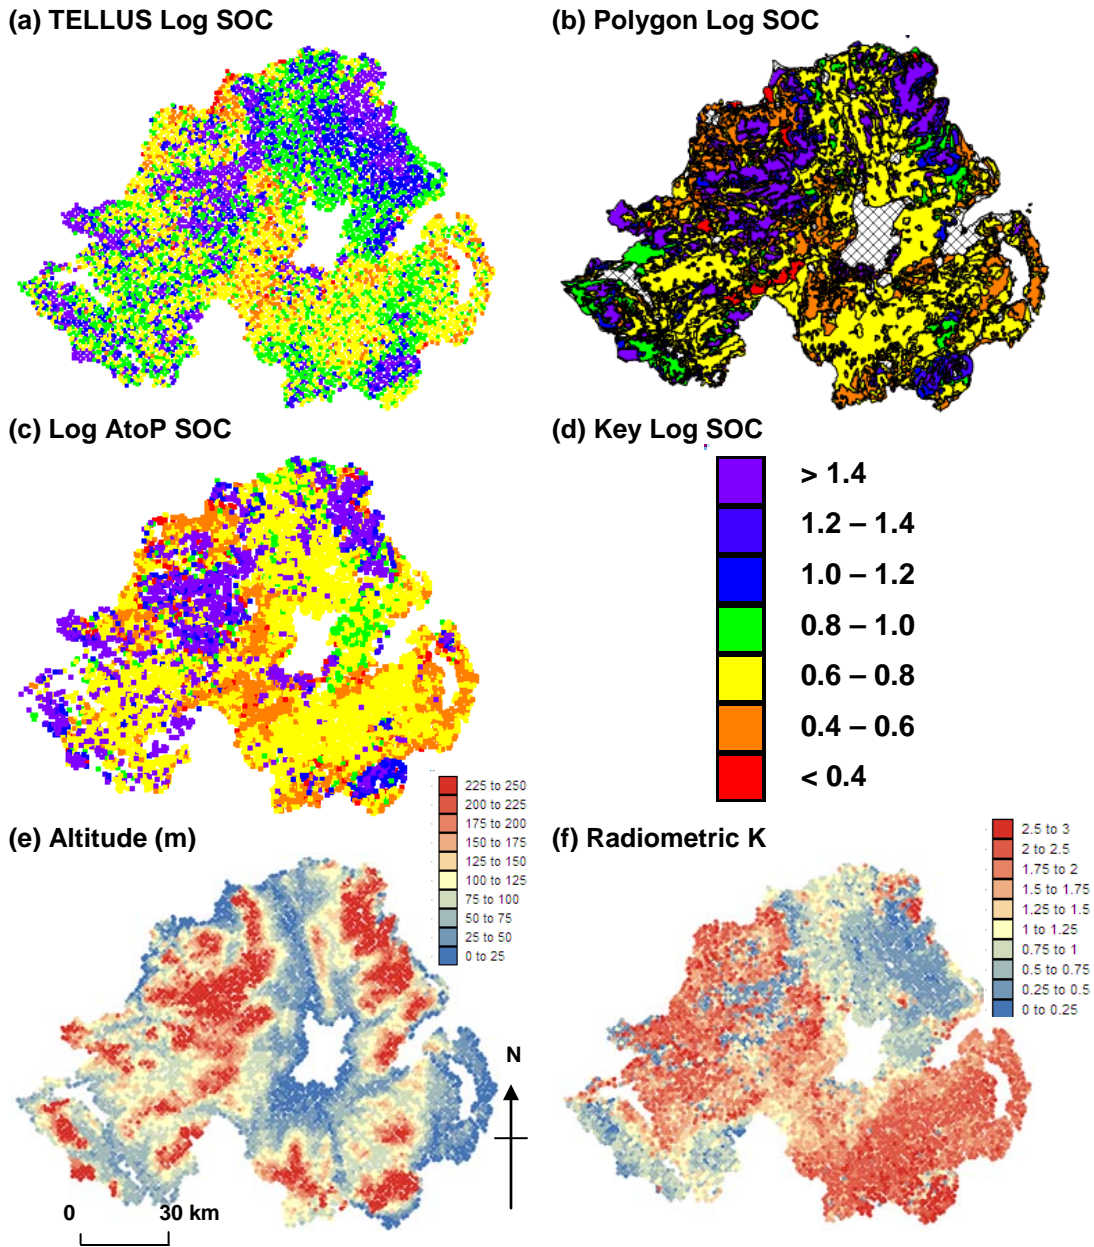 (a) TELLUS Log SOC
(b) Polygon Log SOC
(c) Log AtoP SOC
(d) Key Log SOC
> 1.4
1.2 – 1.4
1.0 – 1.2
0.8 – 1.0
0.6 – 0.8
0.4 – 0.6
< 0.4
(e) Altitude (m)
225 to 250
200 to 225
175 to 200
150 to 175
125 to 150
100 to 125
75 to 100
50 to 75
25 to 50
0 to 25
N
0 30 km
(f) Radiometric K
2.5 to 3
2 to 2.5
1.75 to 2
1.5 to 1.75
1.25 to 1.5
1 to 1.25
0.75 to 1
0.5 to 0.75
0.25 to 0.5
0 to 0.25